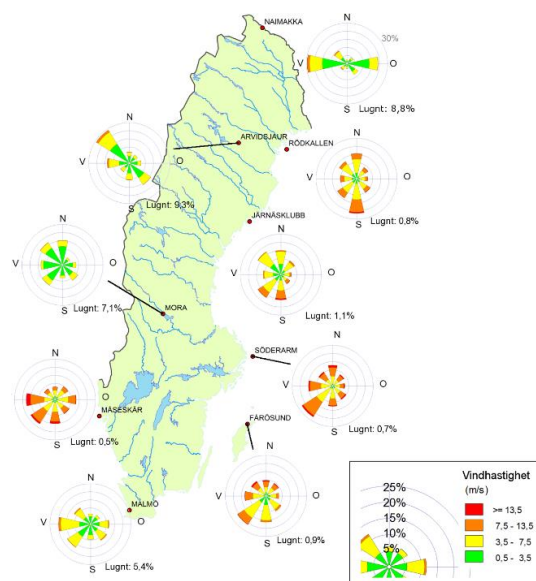 NAIMAKKA
N
30%
V
O
S
Lugnt: 8,8%
ARVIDSJAUR
N
V
O
S
Lugnt: 9,3%
RÖDKALLEN
N
V
O
S
Lugnt: 0,8%
JÄRNÄSKLUBB
N
V
O
S
Lugnt: 1,1%
N
V
O
S
Lugnt: 7,1%
MORA
SÖDERARM
N
V
O
S
Lugnt: 0,7%
N
V
O
S
Lugnt: 0,5%
MÅSESKÄR
FÅRÖSUND
N
V
O
S
Lugnt: 0,9%
MALMÖ
N
V
O
S
Lugnt: 5,4%
25%
20%
15%
10%
5%
Vindhastighet
(m/s)
>= 13,5
7,5 - 13,5
3,5 - 7,5
0,5 - 3,5